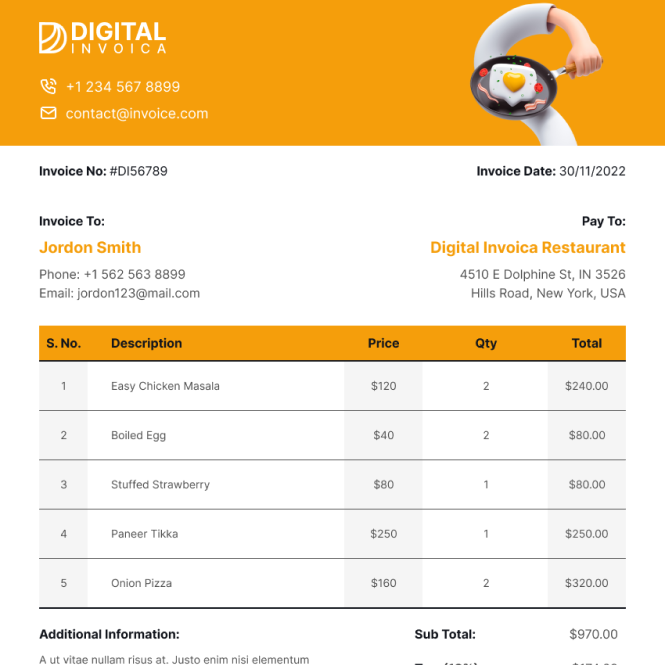 DIGITAL
INVOICA
+1 234 567 8899
contact@invoice.com
Invoice No: #DI56789
Invoice Date: 30/11/2022
Invoice To:
Pay To:
Jordon Smith
Digital Invoica Restaurant
Phone: +1 562 563 8899
4510 E Dolphine St, IN 3526
Email: jordon123@mail.com
Hills Road, New York, USA
S. No. Description Price Qty Total
1 Easy Chicken Masala $120 2 $240.00
2 Boiled Egg $40 2 $80.00
3 Stuffed Strawberry $80 1 $80.00
4 Paneer Tikka $250 1 $250.00
5 Onion Pizza $160 2 $320.00
Additional Information:
Sub Total: $970.00
A ut vitae nullam risus at. Justo enim nisi elementum